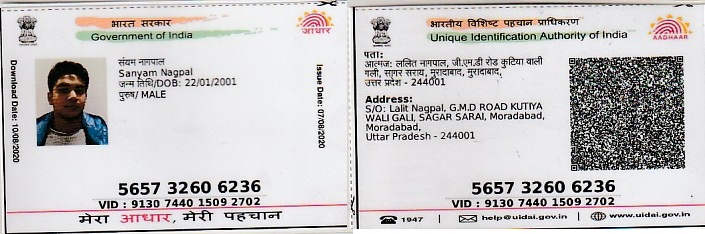 भारत सरकार
Government of India
आधार
Download Date: 10/08/2020
संयम नागपाल
Sanyam Nagpal
जन्म तिथि/DOB: 22/01/2001
पुरुष/ MALE
Issue Date: 07/08/2020
5657 3260 6236
VID : 9130 7440 1509 2702
मेरा आधार, मेरी पहचान
भारतीय विशिष्ट पहचान प्राधिकरण
Unique Identification Authority of India
AADHAAR
पता:
आत्मज: ललित नागपाल, जी.एम.डी रोड कुटिया वाली
गली, सागर सराय, मुरादाबाद, मुरादाबाद,
उत्तर प्रदेश - 244001
Address:
S/O: Lalit Nagpal, G.M.D ROAD KUTIYA
WALI GALI, SAGAR SARAI, Moradabad,
Moradabad,
Uttar Pradesh - 244001
5657 3260 6236
VID : 9130 7440 1509 2702
1947 | help@uidai.gov.in | www.uidai.gov.in